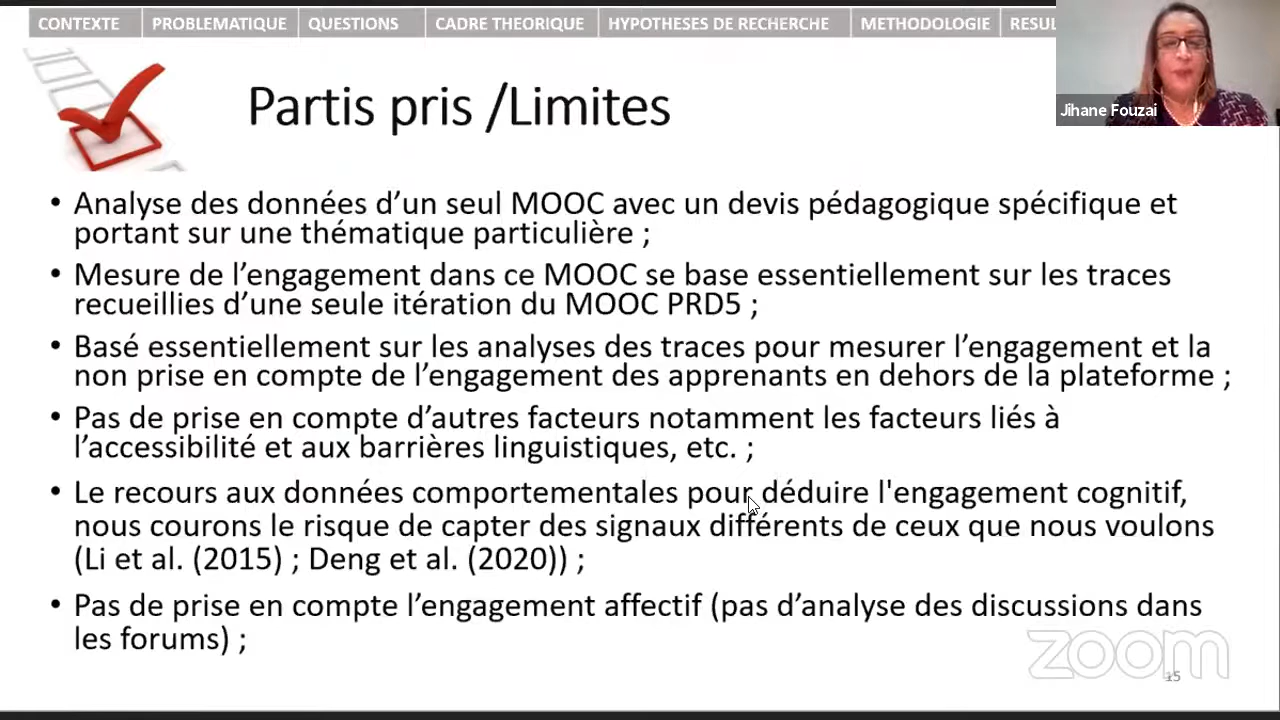 CONTEXTE PROBLEMATIQUE QUESTIONS CADRE THEORIQUE HYPOTHESES DE RECHERCHE METHODOLOGIE RESUL
Jihane Fouzai
Partis pris /Limites
• Analyse des données d’un seul MOOC avec un devis pédagogique spécifique et
portant sur une thématique particulière ;
• Mesure de l’engagement dans ce MOOC se base essentiellement sur les traces
recueillies d’une seule itération du MOOC PRD5 ;
• Basé essentiellement sur les analyses des traces pour mesurer l’engagement et la
non prise en compte de l’engagement des apprenants en dehors de la plateforme ;
• Pas de prise en compte d’autres facteurs notamment les facteurs liés à
l’accessibilité et aux barrières linguistiques, etc. ;
• Le recours aux données comportementales pour déduire l'engagement cognitif,
nous courons le risque de capter des signaux différents de ceux que nous voulons
(Li et al. (2015) ; Deng et al. (2020)) ;
• Pas de prise en compte l’engagement affectif (pas d’analyse des discussions dans
les forums) ;
zoom
15